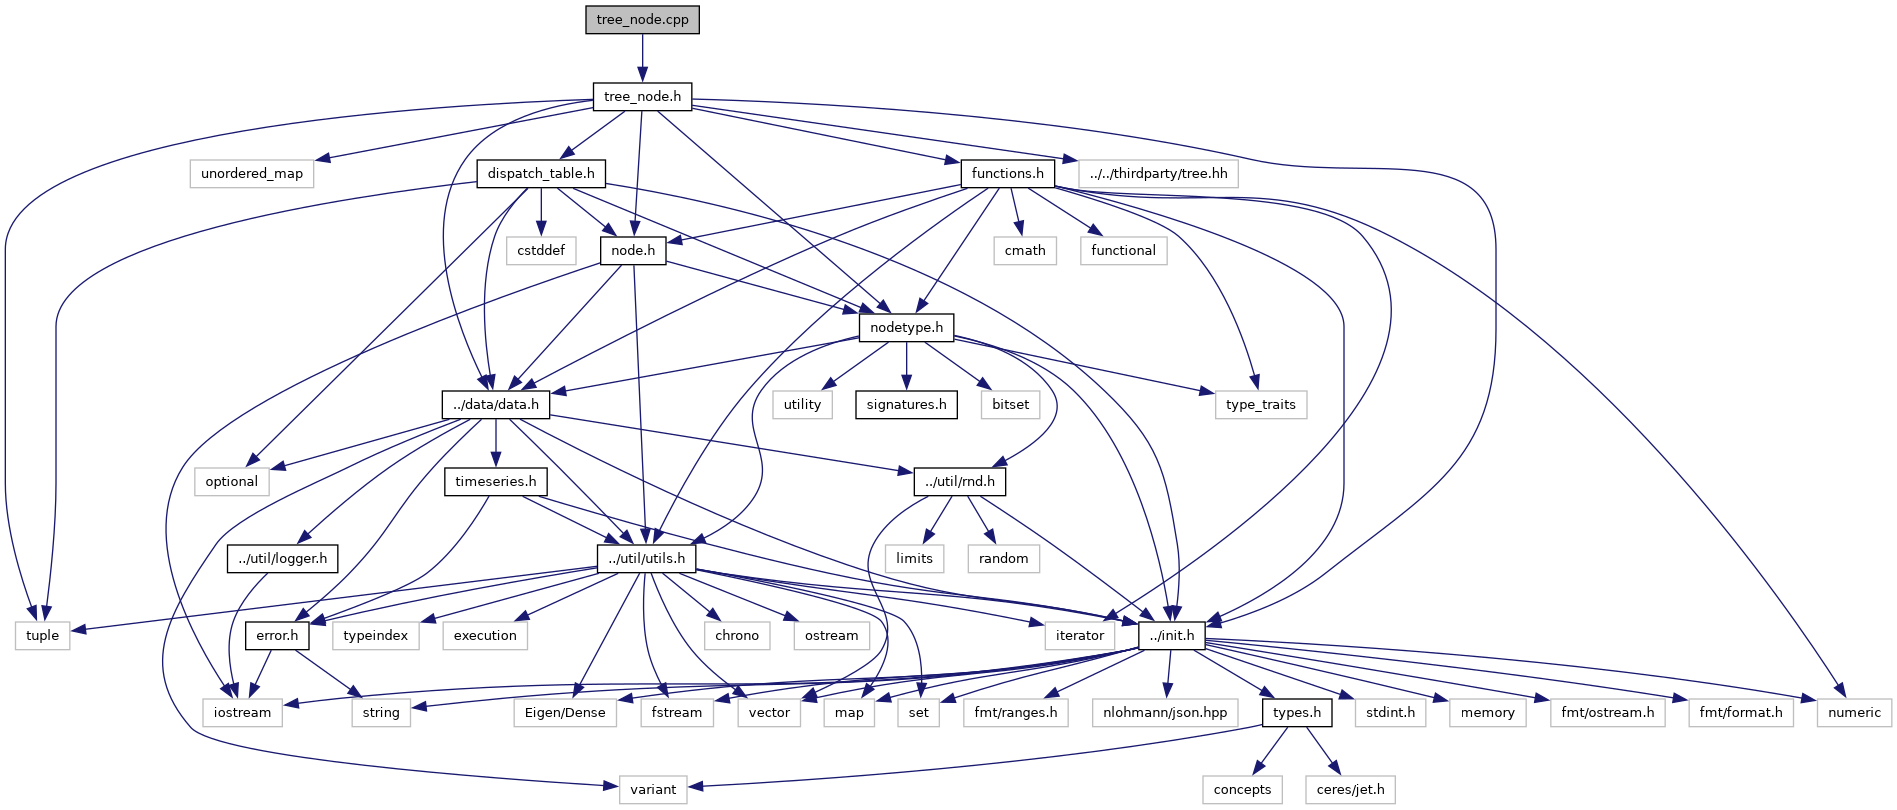 tree_node.cpp
tree_node.h
unordered_map
dispatch_table.h
functions.h
../../thirdparty/tree.hh
cstddef
node.h
cmath
functional
nodetype.h
../data/data.h
utility
signatures.h
bitset
type_traits
optional
timeseries.h
../util/rnd.h
../util/logger.h
../util/utils.h
limits
random
tuple
error.h
typeindex
execution
chrono
ostream
iterator
../init.h
iostream
string
Eigen/Dense
fstream
vector
map
set
fmt/ranges.h
nlohmann/json.hpp
types.h
stdint.h
memory
fmt/ostream.h
fmt/format.h
numeric
variant
concepts
ceres/jet.h